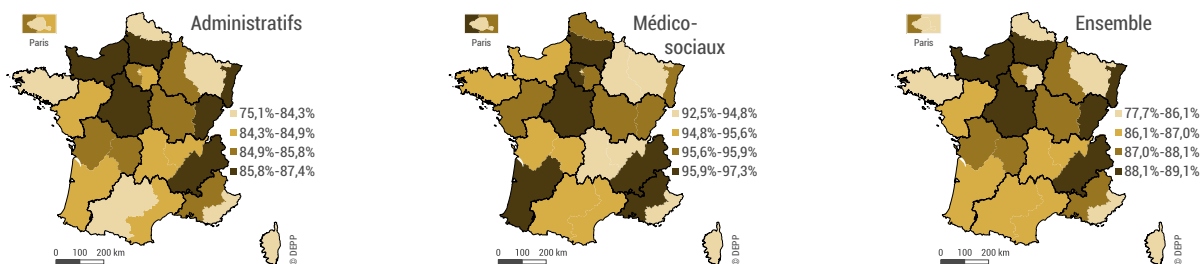 Administratifs
Paris
75,1%-84,3%
84,3%-84,9%
84,9%-85,8%
85,8%-87,4%
0 100 200 km
© DEPP
Médico-
sociaux
Paris
92,5%-94,8%
94,8%-95,6%
95,6%-95,9%
95,9%-97,3%
0 100 200 km
© DEPP
Ensemble
Paris
77,7%-86,1%
86,1%-87,0%
87,0%-88,1%
88,1%-89,1%
0 100 200 km
© DEPP